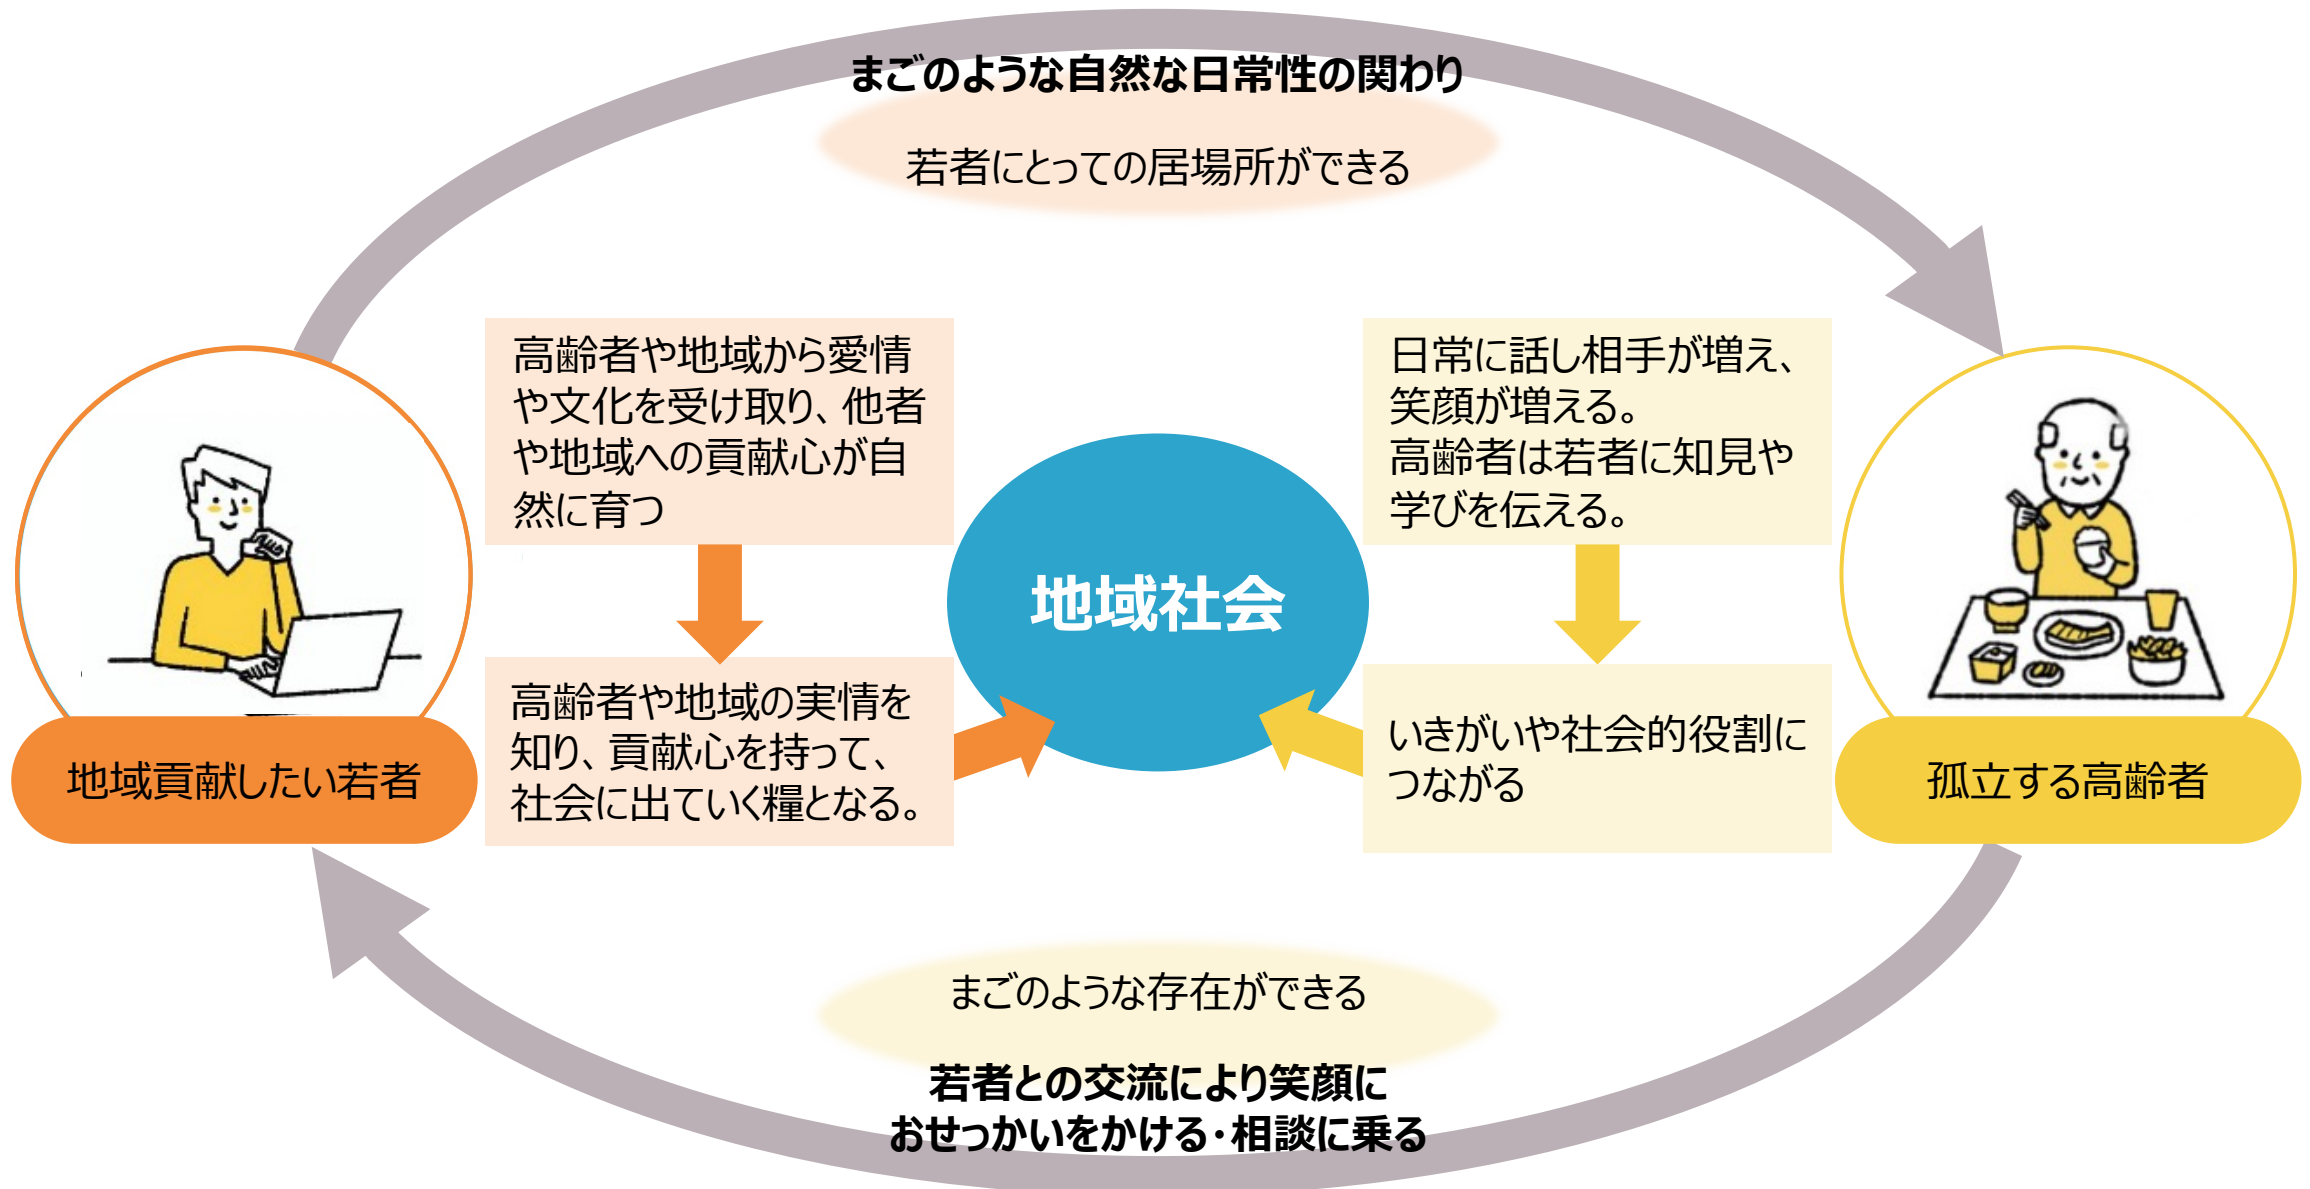 まごのような自然な日常性の関わり
若者にとっての居場所ができる
高齢者や地域から愛情
や文化を受け取り、他者
や地域への貢献心が自
然に育つ
高齢者や地域の実情を
知り、貢献心を持って、
社会に出ていく糧となる。
地域貢献したい若者
地域社会
日常に話し相手が増え、
笑顔が増える。
高齢者は若者に知見や
学びを伝える。
いきがいや社会的役割に
つながる
孤立する高齢者
まごのような存在ができる
若者との交流により笑顔に
おせっかいをかける・相談に乗る